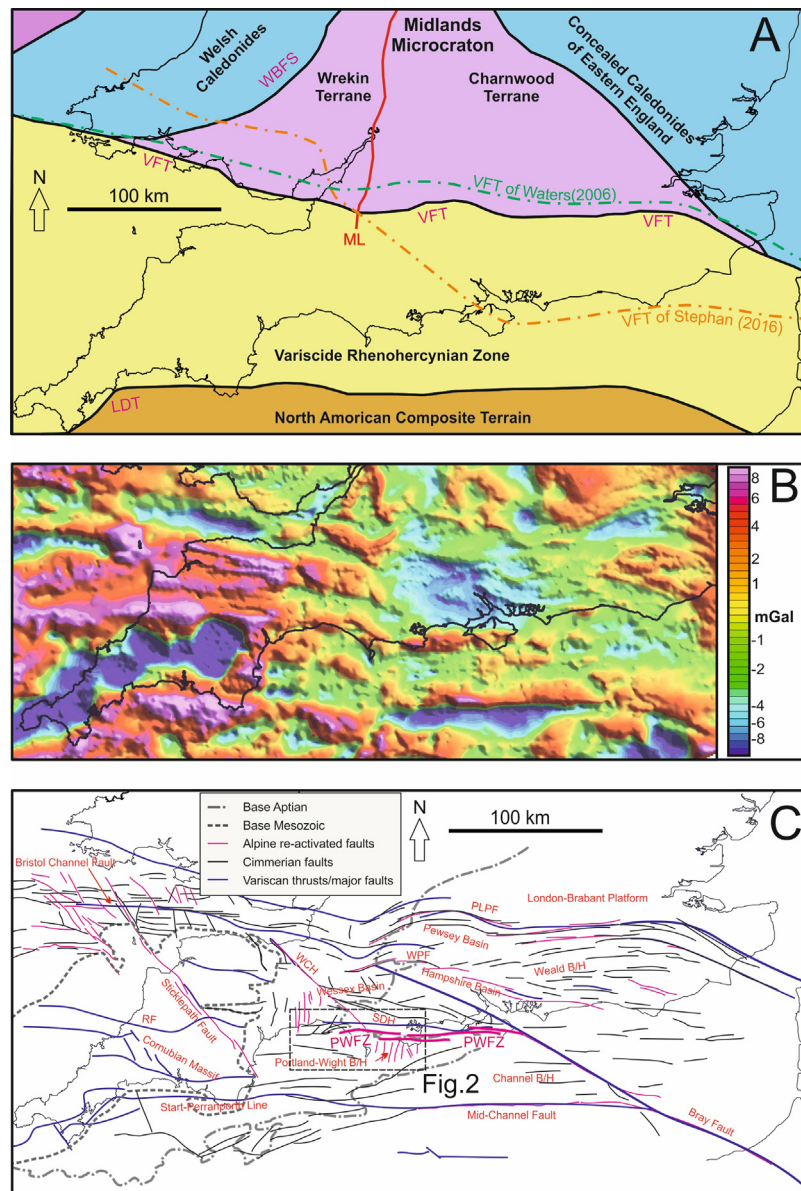 A
Midlands
Microcraton
Welsh
Caledonides
WBFS
Wrekin
Terrane
Charnwood
Terrane
Concealed Caledonides
of Eastern England
N
100 km
VFT
VFT of Waters(2006)
VFT
VFT
ML
VFT of Stephan (2016)
Variscide Rhenohercynian Zone
LDT
North Amorican Composite Terrain
B
8
6
4
2
1
mGal
-1
-2
-4
-6
-8
C
Base Aptian
Base Mesozoic
Alpine re-activated faults
Cimmerian faults
Variscan thrusts/major faults
N
100 km
Bristol Channel Fault
PLPF
London-Brabant Platform
Pewsey Basin
WPF
Weald B/H
WCH
Hampshire Basin
Wessex Basin
Sticklepath Fault
SDH
RF
PWFZ
PWFZ
Cornubian Massif
Portland-Wight B/H
Fig.2
Channel B/H
Start-Perranporth Line
Mid-Channel Fault
Bray Fault